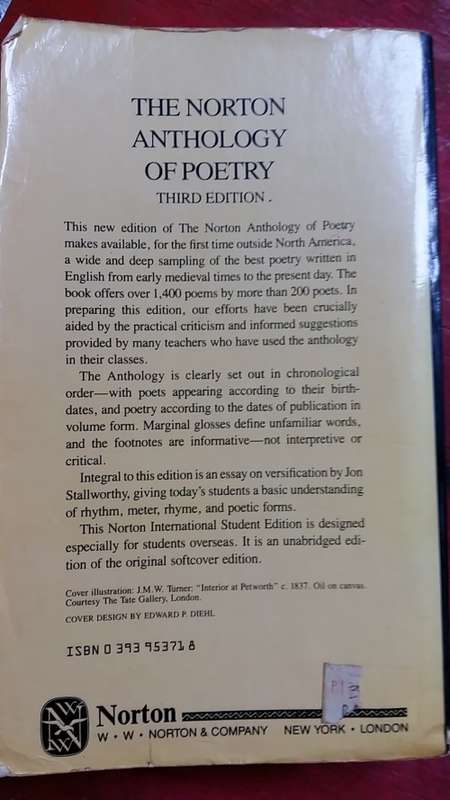 THE NORTON
ANTHOLOGY
OF POETRY
THIRD EDITION
This new edition of The Norton Anthology of Poetry
makes available, for the first time outside North America,
a wide and deep sampling of the best poetry written in
English from early medieval times to the present day. The
book offers over 1,400 poems by more than 200 poets. In
preparing this edition, our efforts have been crucially
aided by the practical criticism and informed suggestions
provided by many teachers who have used the anthology
in their classes.
The Anthology is clearly set out in chronological
order—with poets appearing according to their birth-
dates, and poetry according to the dates of publication in
volume form. Marginal glosses define unfamiliar words,
and the footnotes are informative—not interpretive or
critical.
Integral to this edition is an essay on versification by Jon
Stallworthy, giving today's students a basic understanding
of rhythm, meter, rhyme, and poetic forms.
This Norton International Student Edition is designed
especially for students overseas. It is an unabridged edi-
tion of the original softcover edition.
Cover illustration: J.M.W. Turner; "Interior at Petworth" c. 1837. Oil on canvas.
Courtesy The Tate Gallery, London.
COVER DESIGN BY EDWARD P. DIEHL
ISBN 0 393 95371 8
Norton
W • W • NORTON & COMPANY NEW YORK • LONDON